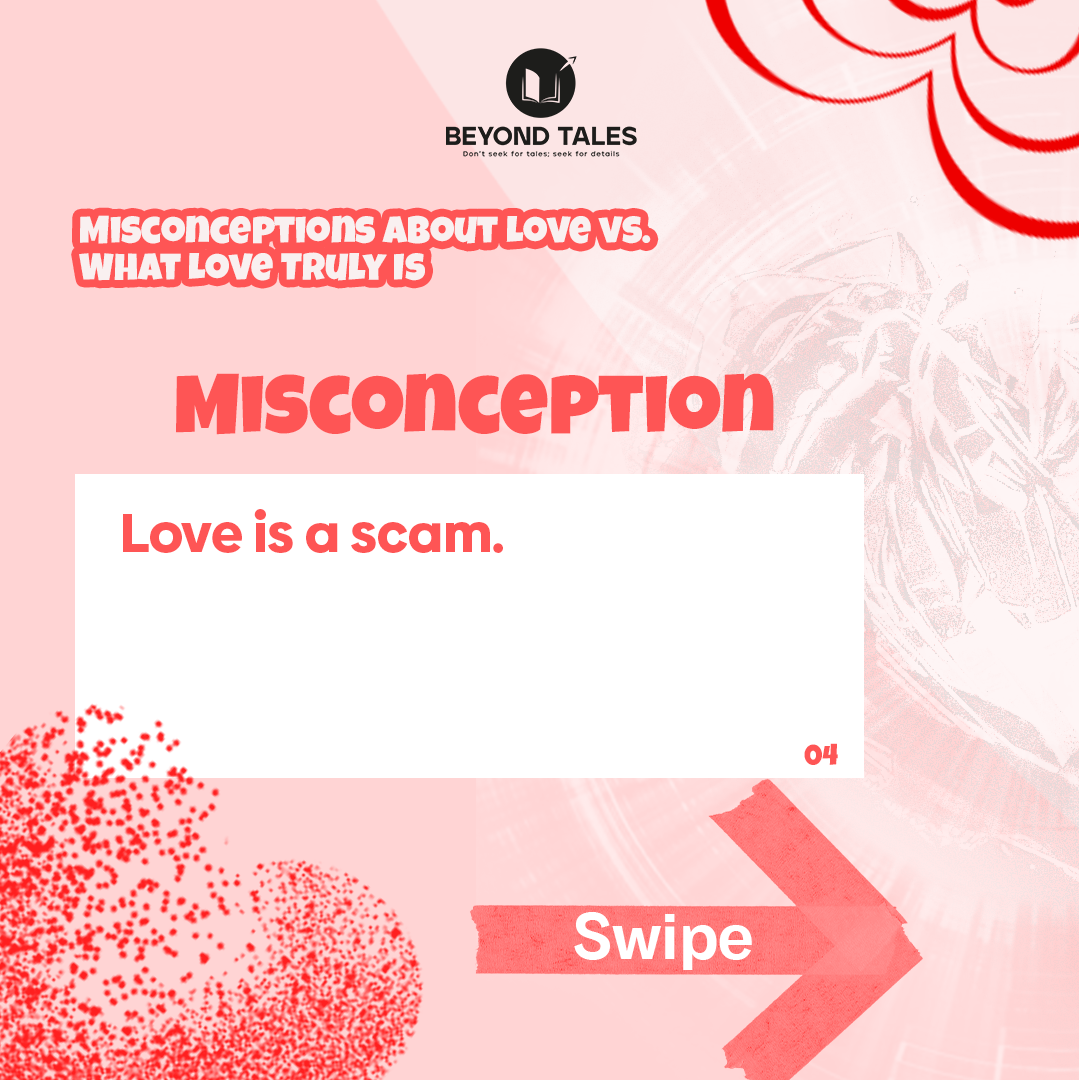 BEYOND TALES
Don't seek for tales; seek for details
Misconceptions about Love vs.
What Love truly is
Misconception
Love is a scam.
04
Swipe